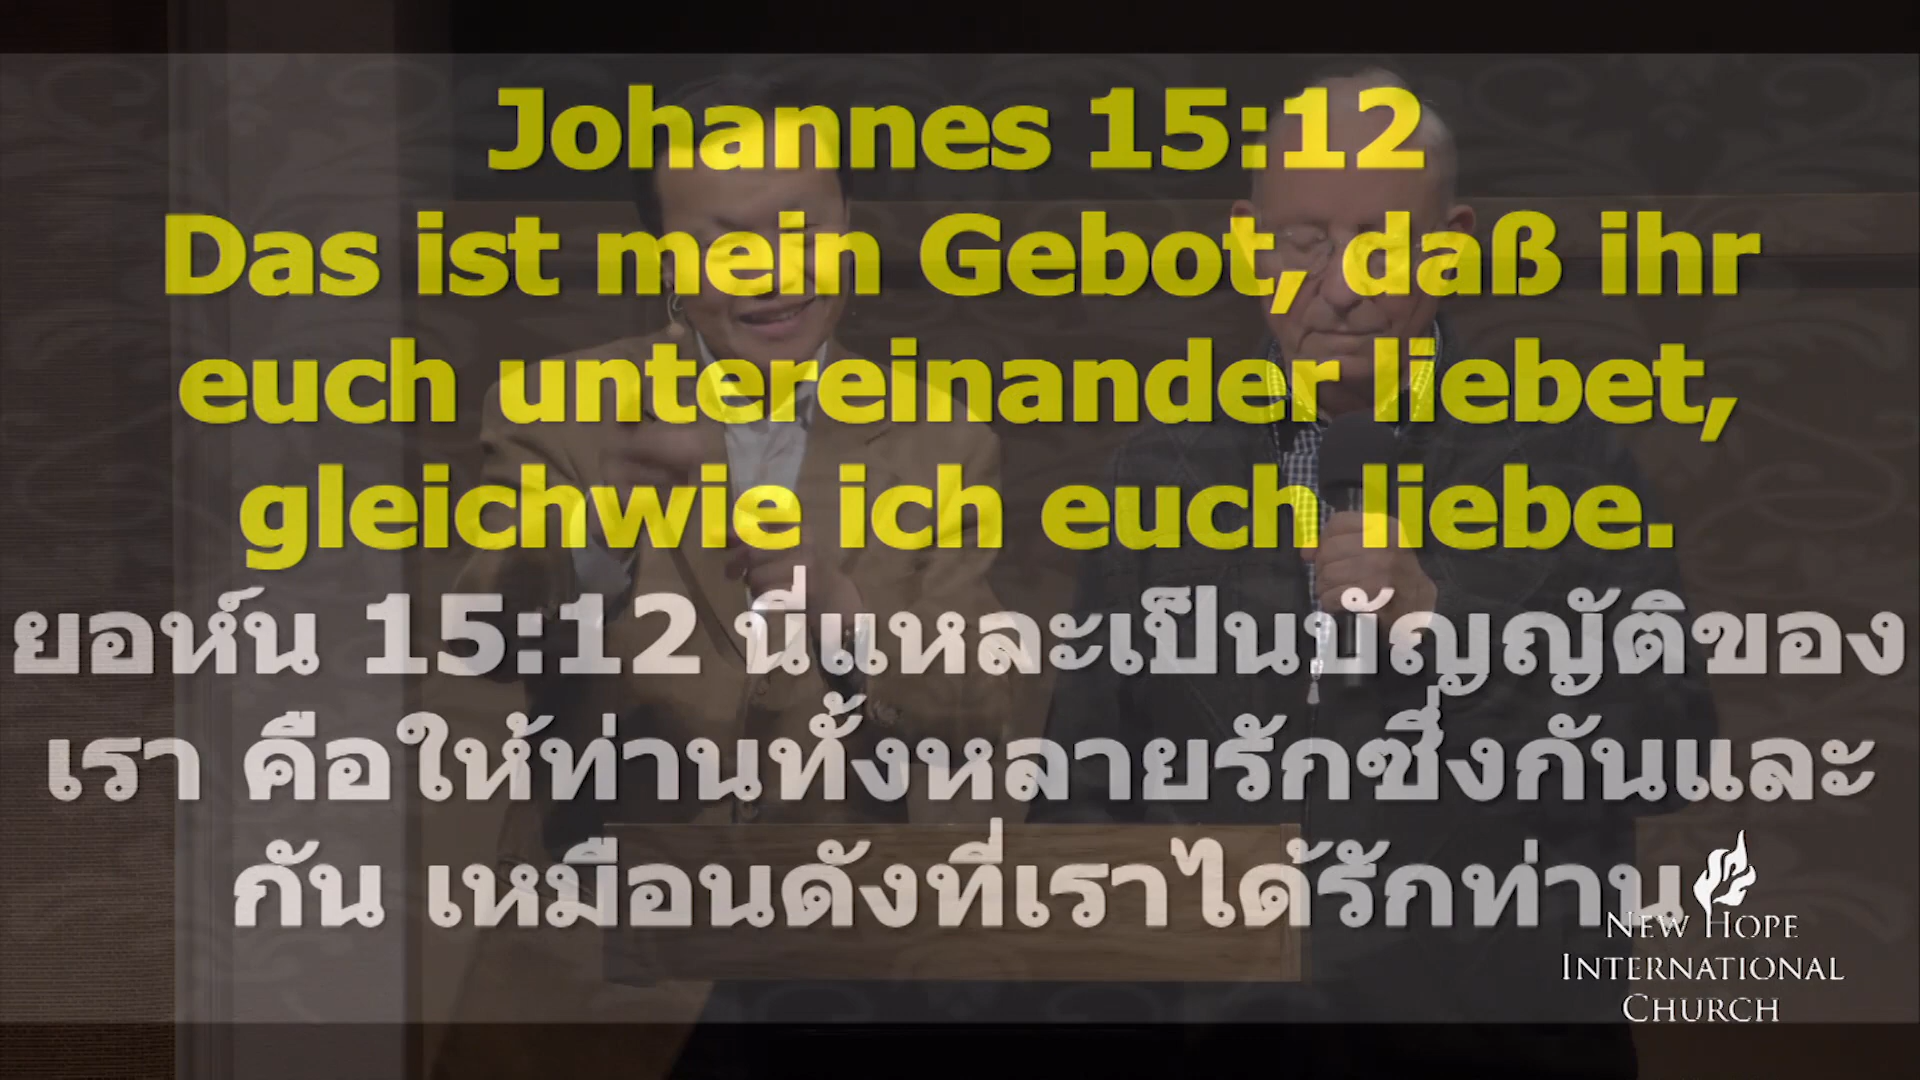 Johannes 15:12
Das ist mein Gebot, daß ihr
euch untereinander liebet,
gleichwie ich euch liebe.
ยอห์น 15:12 นี่แหละเป็นบัญญัติของ
เรา คือให้ท่านทั้งหลายรักซึ่งกันและ
กัน เหมือนดังที่เราได้รักท่าน
NEW HOPE
INTERNATIONAL
CHURCH